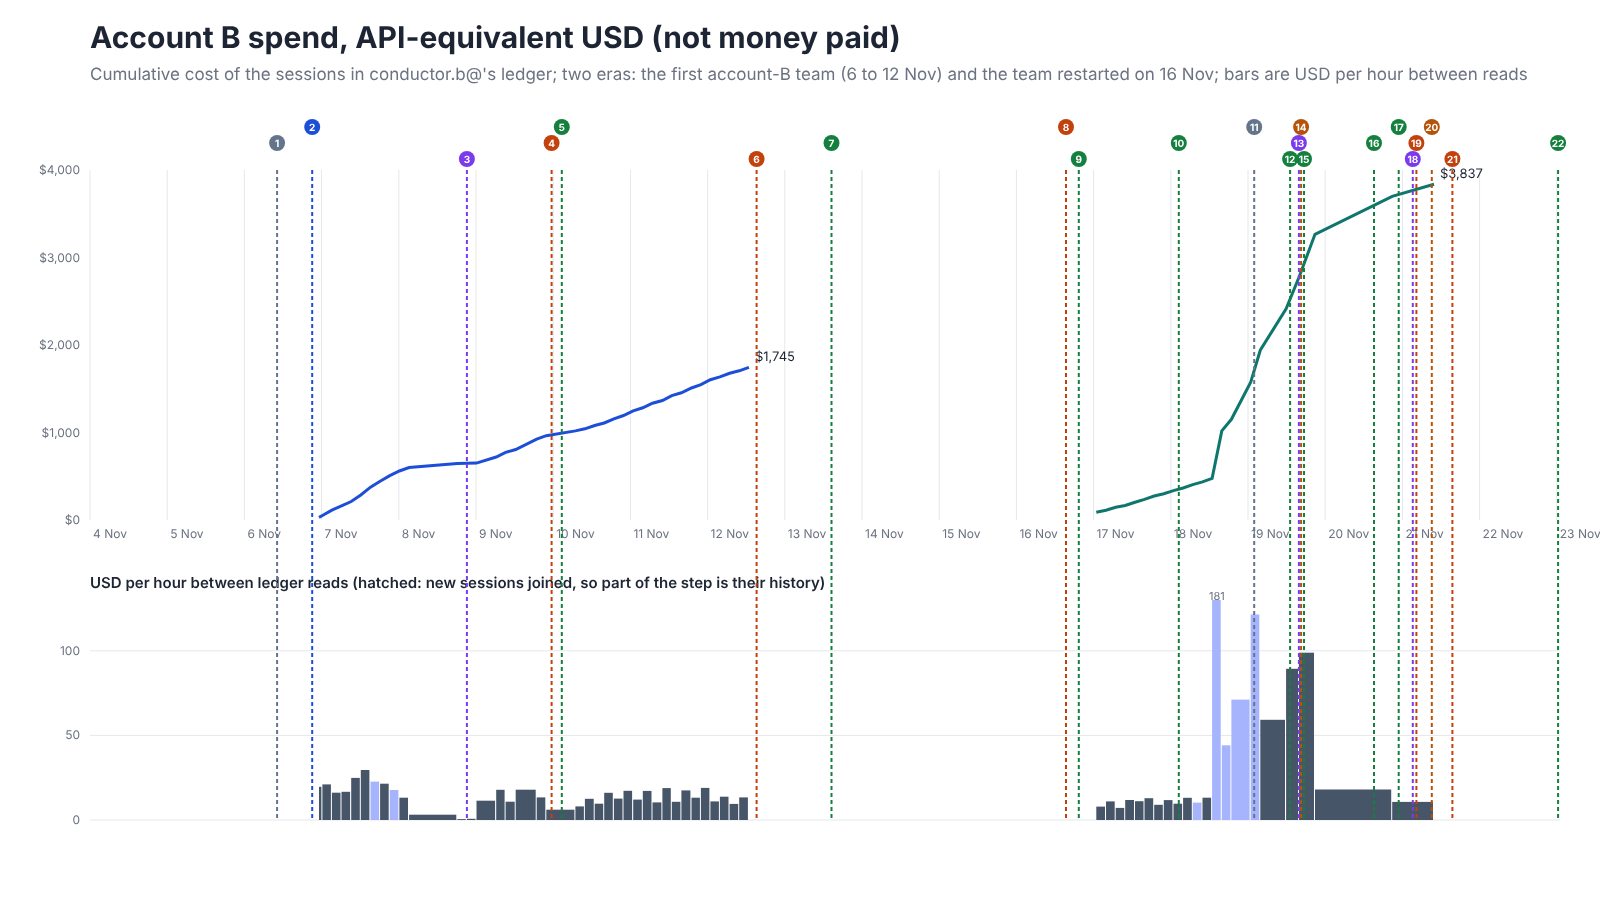 Account B spend, API-equivalent USD (not money paid)
Cumulative cost of the sessions in conductor.b@'s ledger; two eras: the first account-B team (6 to 12 Nov) and the team restarted on 16 Nov; bars are USD per hour between reads
2 5 8 11 14 17 20
1 4 7 10 13 16 19 22
3 6 9 12 15 18 21
$4,000
$3,837
$3,000
$2,000
$1,745
$1,000
$0
4 Nov 5 Nov 6 Nov 7 Nov 8 Nov 9 Nov 10 Nov 11 Nov 12 Nov 13 Nov 14 Nov 15 Nov 16 Nov 17 Nov 18 Nov 19 Nov 20 Nov 21 Nov 22 Nov 23 Nov
USD per hour between ledger reads (hatched: new sessions joined, so part of the step is their history)
181
100
50
0